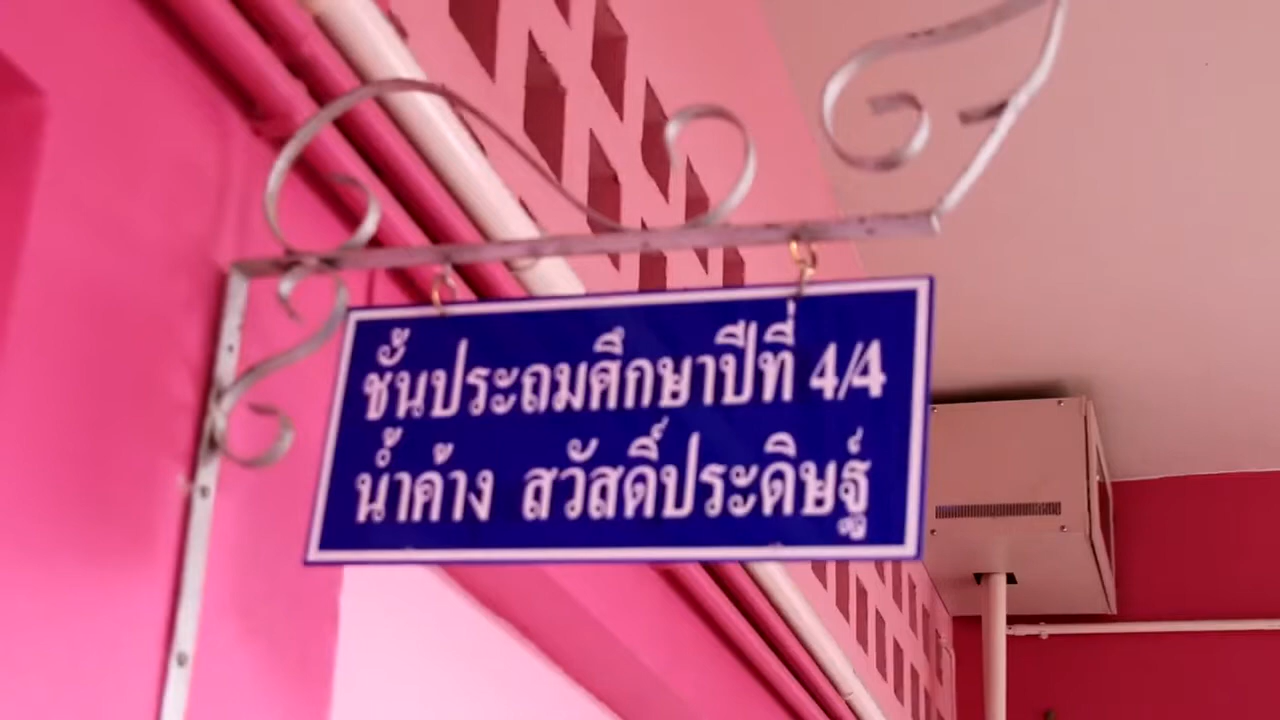 ชั้นประถมศึกษาปีที่ 4/4
น้ำค้าง สวัสดิ์ประดิษฐ์